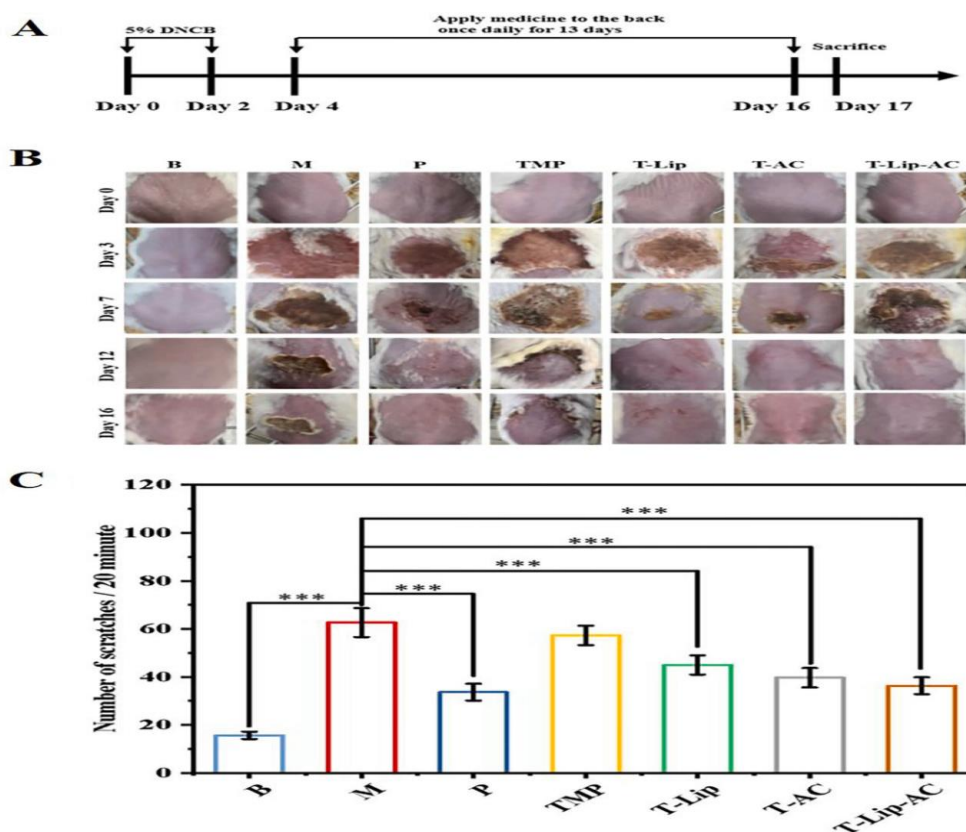 A
5% DNCB
Apply medicine to the back
once daily for 13 days
Sacrifice
Day 0
Day 2
Day 4
Day 16
Day 17
B
B M P TMP T-Lip T-AC T-Lip-AC
Day 0
Day 3
Day 7
Day 12
Day 16
C
Number of scratches / 20 minute
120
100
80
60
40
20
0
***
***
***
***
***
B M P TMP T-Lip T-AC T-Lip-AC